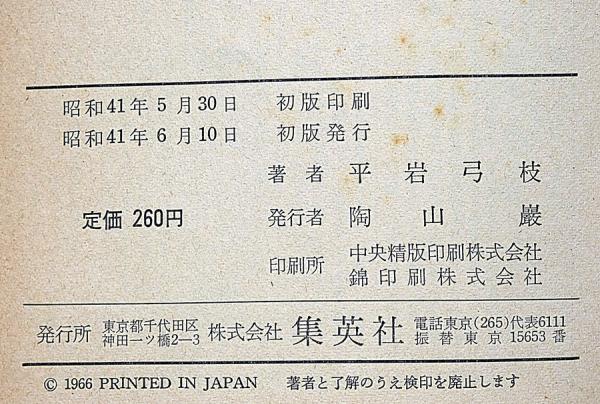 昭和41年5月30日 初版印刷
昭和41年6月10日 初版発行
著者 平岩弓枝
定価 260円 発行者 陶山巖
印刷所 中央精版印刷株式会社
錦印刷株式会社
発行所 東京都千代田区神田一ツ橋2―3 株式会社 集英社 電話東京(265)代表6111 振替東京15653番
© 1966 PRINTED IN JAPAN 著者と了解のうえ検印を廃止します